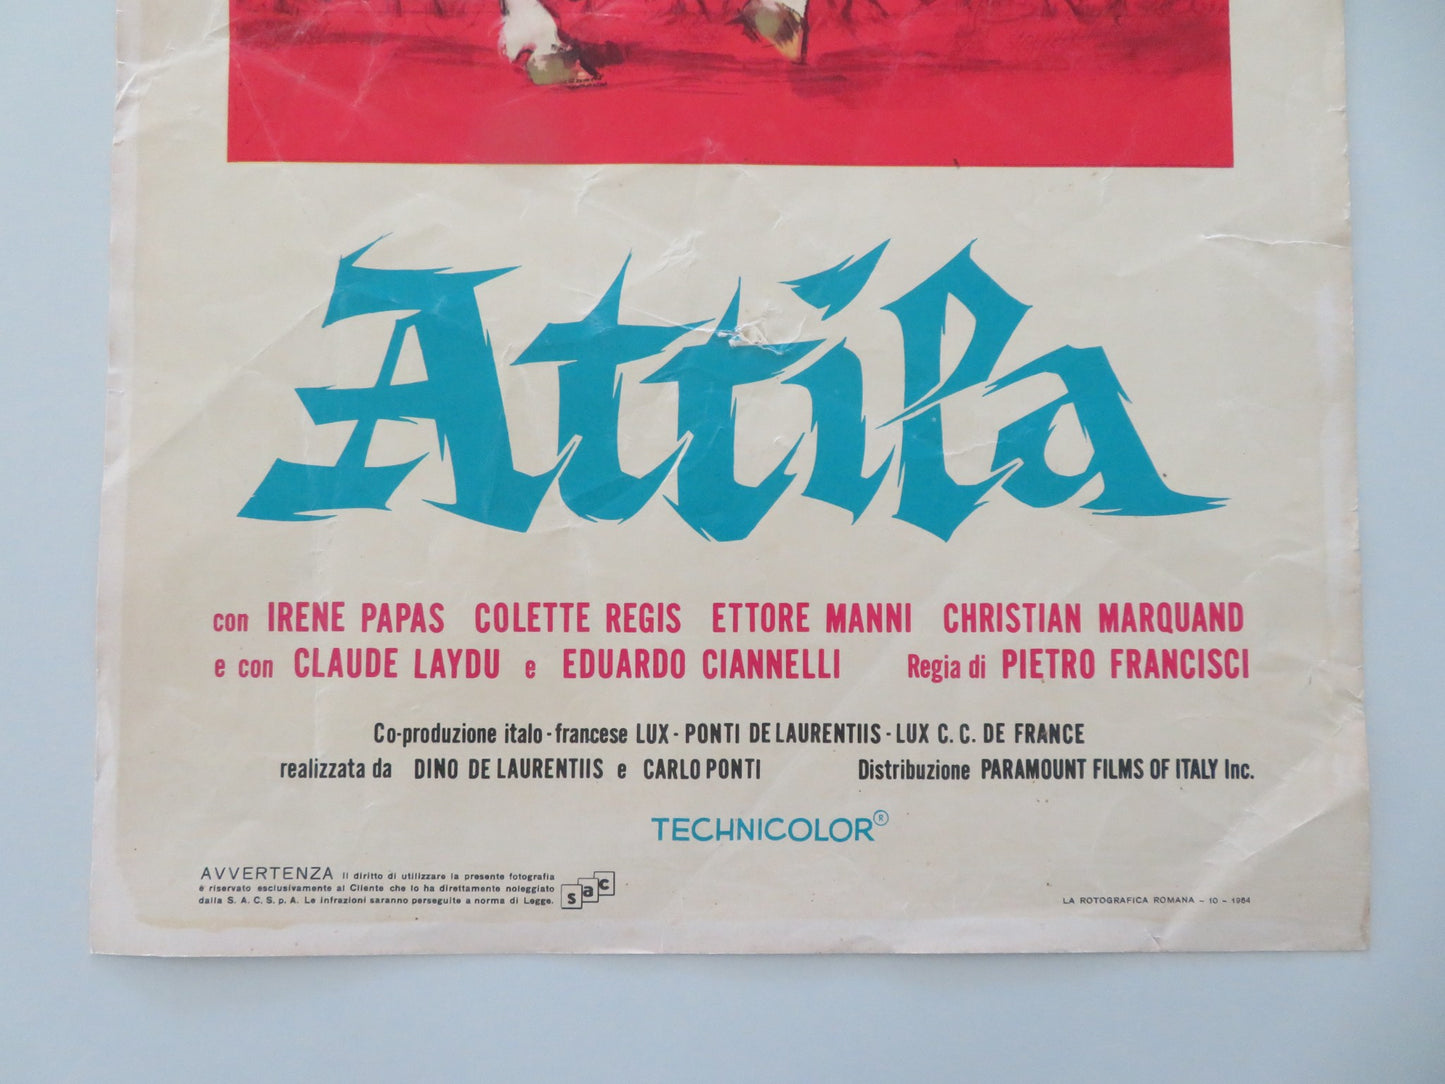 Attila
con IRENE PAPAS COLETTE REGIS ETTORE MANNI CHRISTIAN MARQUAND
e con CLAUDE LAYDU e EDUARDO CIANNELLI Regia di PIETRO FRANCISCI
Co-produzione italo-francese LUX - PONTI DE LAURENTIIS - LUX C. C. DE FRANCE
realizzata da DINO DE LAURENTIIS e CARLO PONTI Distribuzione PARAMOUNT FILMS OF ITALY Inc.
TECHNICOLOR®
AVVERTENZA Il diritto di utilizzare la presente fotografia
è riservato esclusivamente al Cliente che lo ha direttamente noleggiato
dalla S. A. C. S. p. A. Le infrazioni saranno perseguite a norma di Legge.
sac
LA ROTOGRAFICA ROMANA - 10 - 1964